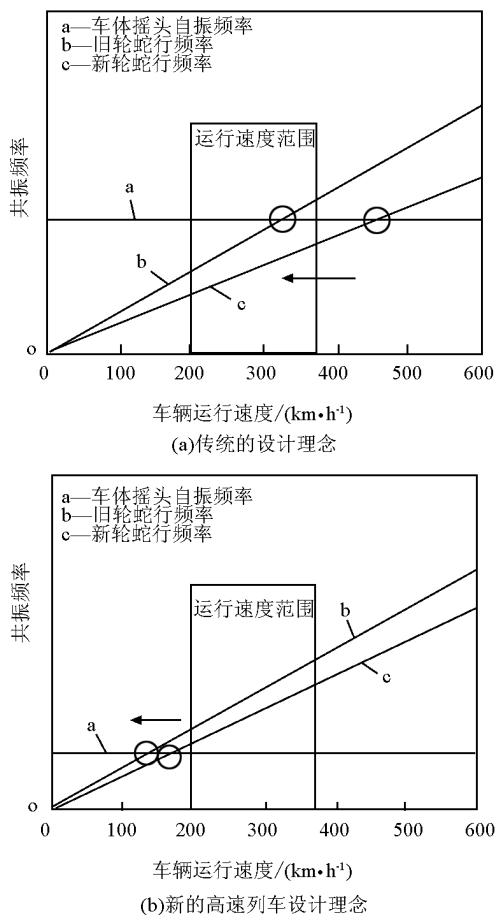 a—车体摇头自振频率
b—旧轮蛇行频率
c—新轮蛇行频率
运行速度范围
共振频率
a
b
c
o
0 100 200 300 400 500 600
车辆运行速度/(km•h-1)
(a)传统的设计理念
a—车体摇头自振频率
b—旧轮蛇行频率
c—新轮蛇行频率
运行速度范围
共振频率
b
c
a
o
0 100 200 300 400 500 600
车辆运行速度/(km•h-1)
(b)新的高速列车设计理念